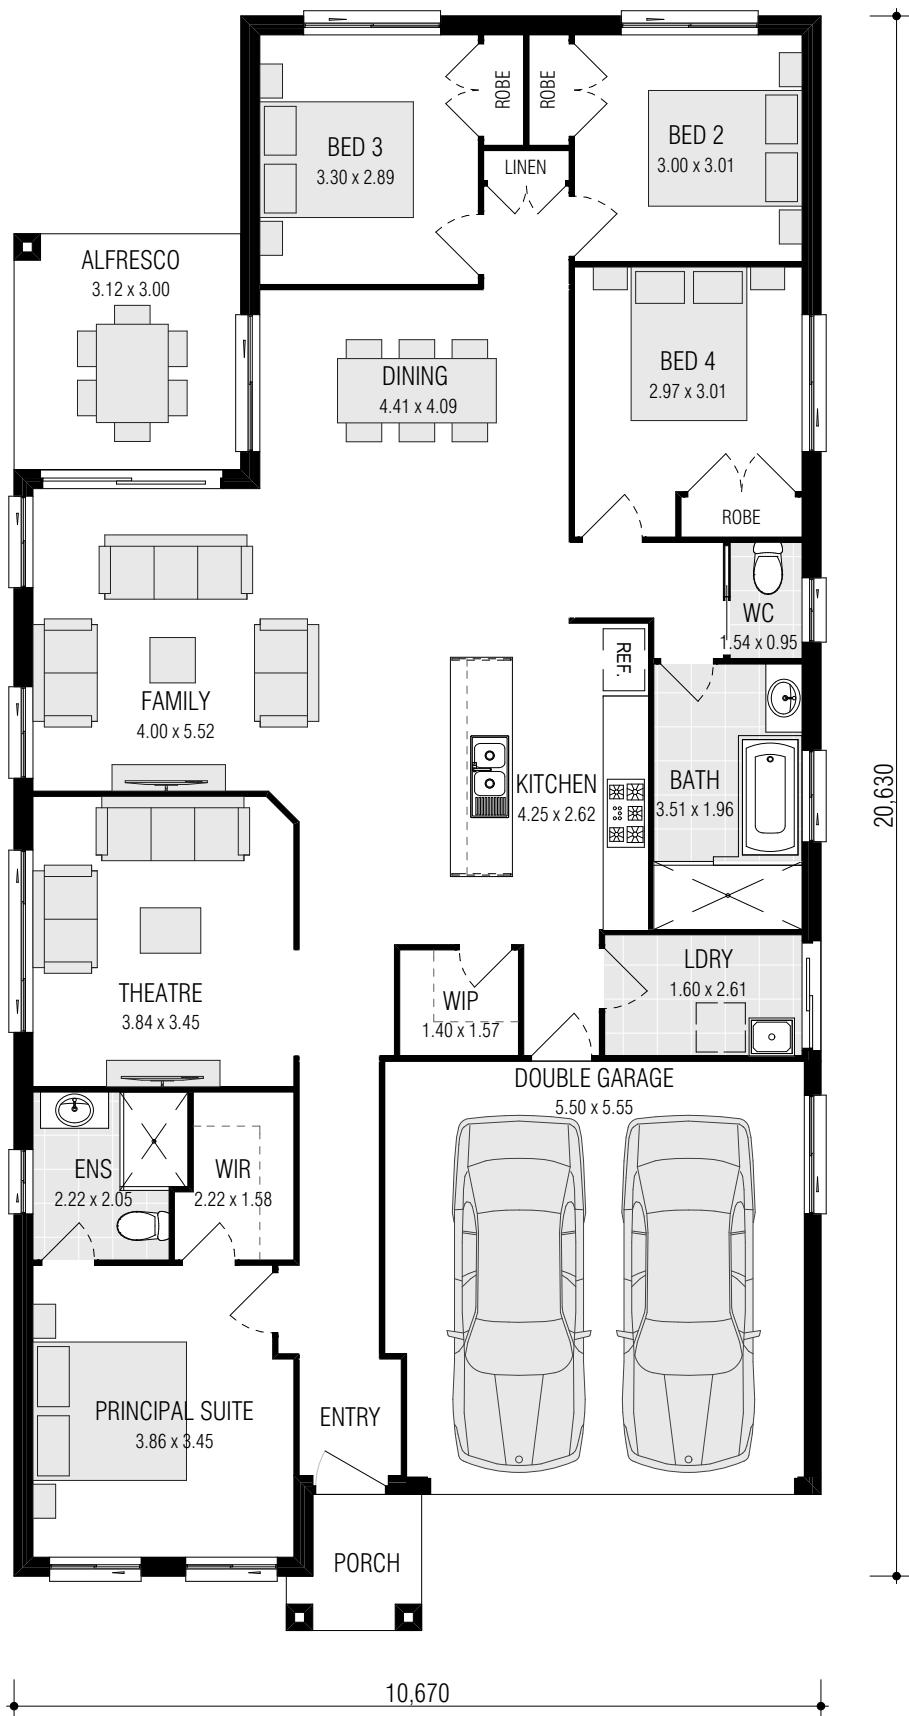 ROBE
ROBE
BED 3
3.30 x 2.89
BED 2
3.00 x 3.01
LINEN
ALFRESCO
3.12 x 3.00
DINING
4.41 x 4.09
BED 4
2.97 x 3.01
ROBE
WC
1.54 x 0.95
REF.
FAMILY
4.00 x 5.52
KITCHEN
4.25 x 2.62
BATH
3.51 x 1.96
20,630
THEATRE
3.84 x 3.45
WIP
1.40 x 1.57
LDRY
1.60 x 2.61
DOUBLE GARAGE
5.50 x 5.55
ENS
2.22 x 2.05
WIR
2.22 x 1.58
PRINCIPAL SUITE
3.86 x 3.45
ENTRY
PORCH
10,670